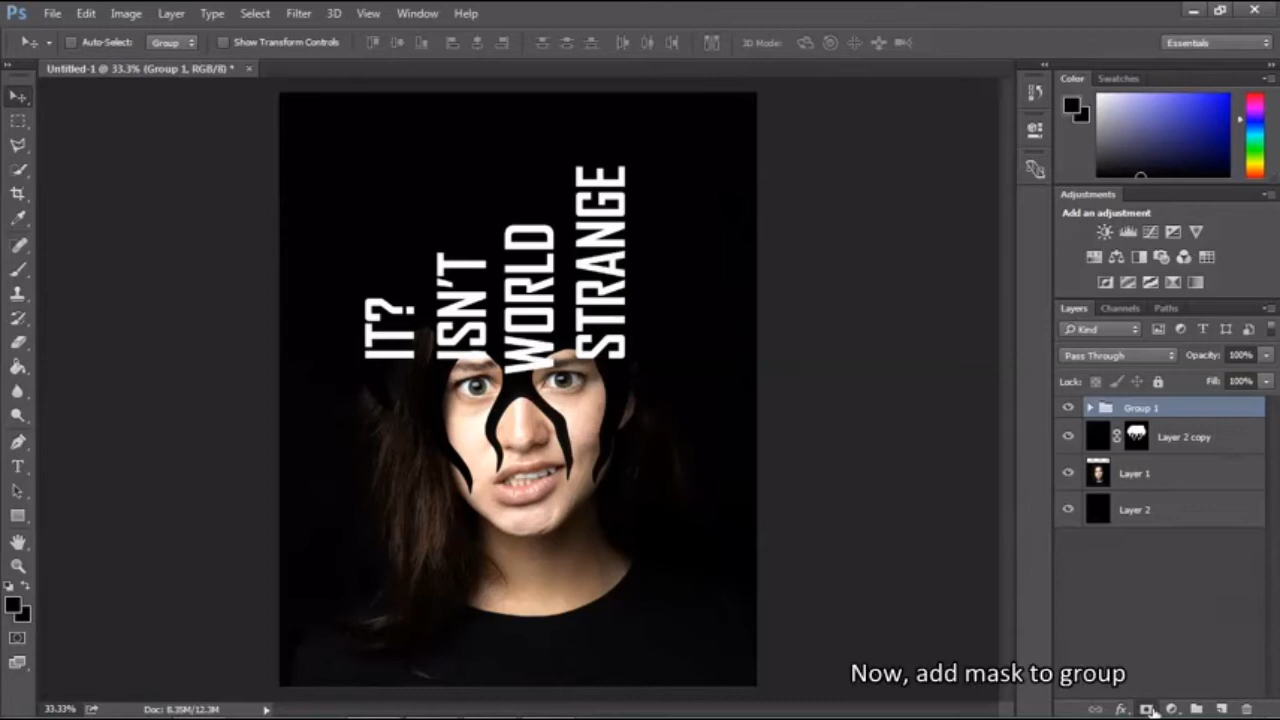 Ps File Edit Image Layer Type Select Filter 3D View Window Help
Auto-Select: Group Show Transform Controls 3D Mode: Essentials
Untitled-1 @ 33.3% (Group 1, RGB/8) *
Color Swatches
Adjustments
Add an adjustment
Layers Channels Paths
Kind
Pass Through Opacity: 100%
Lock: Fill: 100%
Group 1
Layer 2 copy
Layer 1
Layer 2
IT?
ISN'T
WORLD
STRANGE
Now, add mask to group
33.33% Doc: 8.35M/12.3M
fx